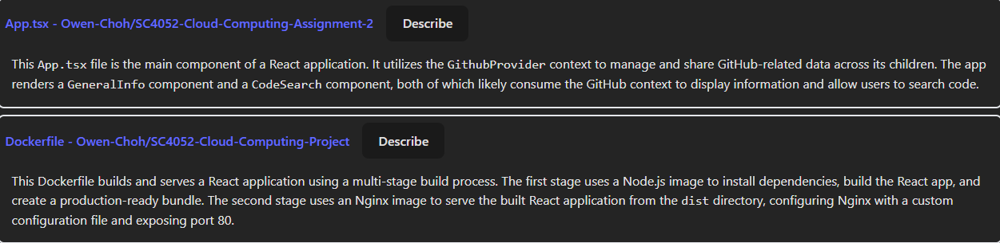 App.tsx - Owen-Choh/SC4052-Cloud-Computing-Assignment-2 Describe
This App.tsx file is the main component of a React application. It utilizes the GithubProvider context to manage and share GitHub-related data across its children. The app
renders a GeneralInfo component and a CodeSearch component, both of which likely consume the GitHub context to display information and allow users to search code.
Dockerfile - Owen-Choh/SC4052-Cloud-Computing-Project Describe
This Dockerfile builds and serves a React application using a multi-stage build process. The first stage uses a Node.js image to install dependencies, build the React app, and
create a production-ready bundle. The second stage uses an Nginx image to serve the built React application from the dist directory, configuring Nginx with a custom
configuration file and exposing port 80.